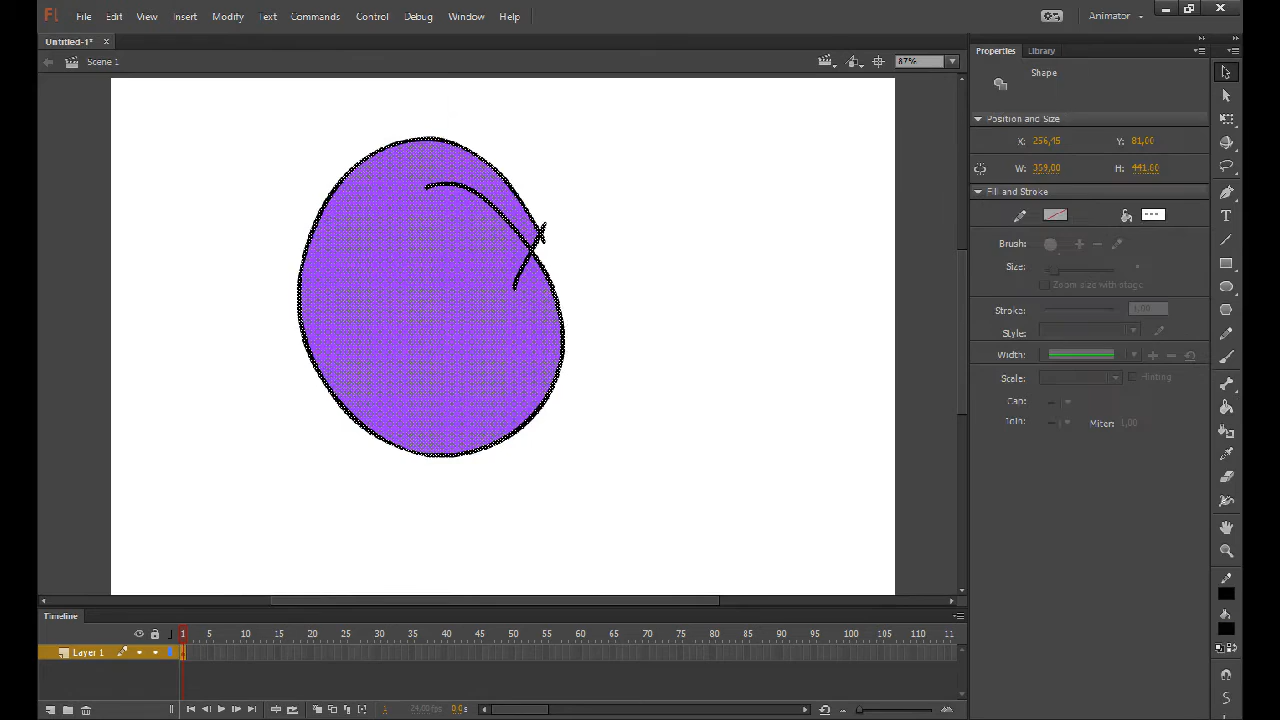 Fl File Edit View Insert Modify Text Commands Control Debug Window Help Animator
Untitled-1* ×
Scene 1 87%
Properties Library
Shape
Position and Size
X: 256,45 Y: 81,00
W: 359,00 H: 441,80
Fill and Stroke
Brush:
Size:
Zoom size with stage
Stroke: 1,00
Style:
Width:
Scale: Hinting
Cap:
Join: Miter: 1,00
Timeline
1 5 10 15 20 25 30 35 40 45 50 55 60 65 70 75 80 85 90 95 100 105 110 11
Layer 1
1 24,00 fps 0,0 s